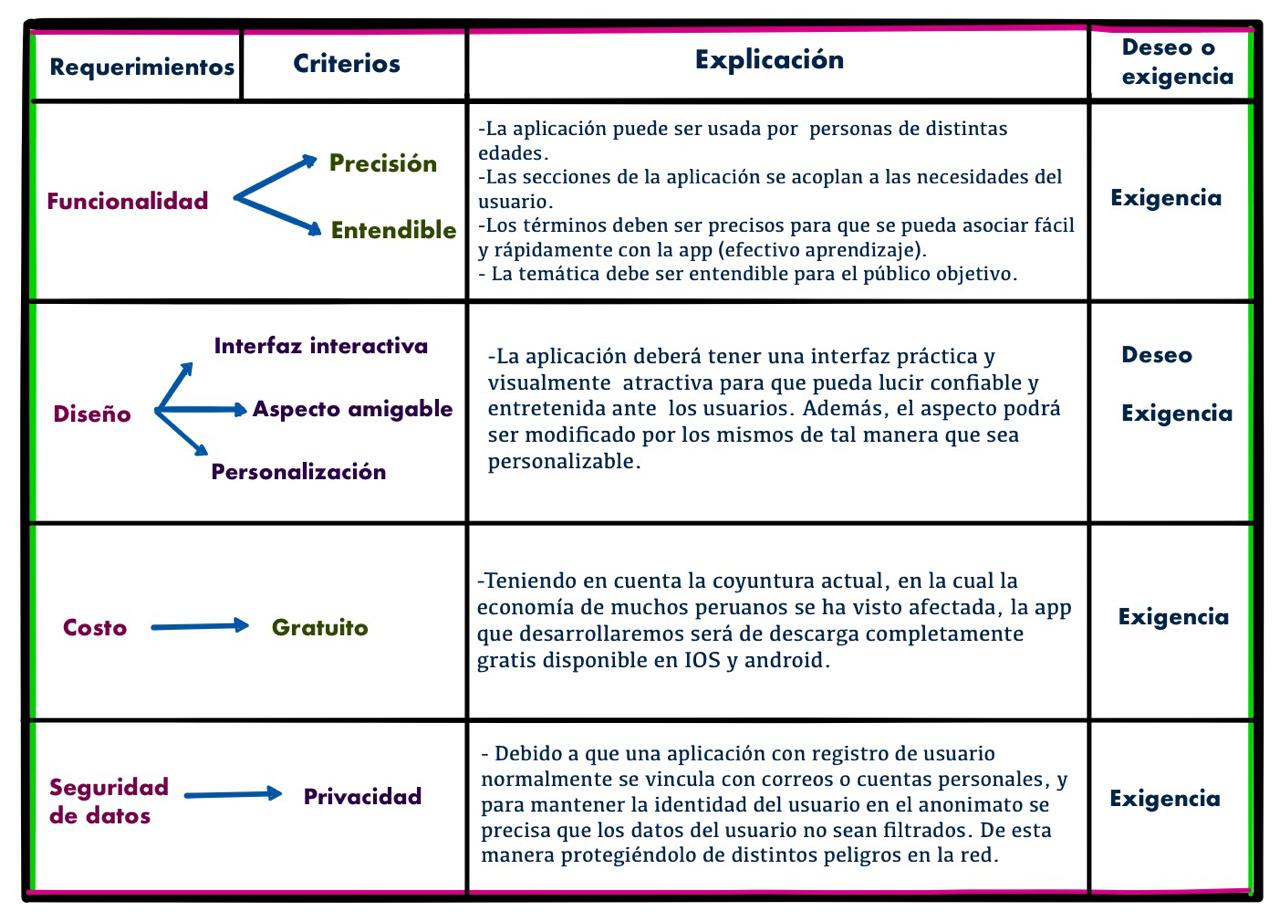 Requerimientos
Criterios
Explicación
Deseo o
exigencia
Funcionalidad
Precisión
Entendible
-La aplicación puede ser usada por personas de distintas
edades.
-Las secciones de la aplicación se acoplan a las necesidades del
usuario.
-Los términos deben ser precisos para que se pueda asociar fácil
y rápidamente con la app (efectivo aprendizaje).
- La temática debe ser entendible para el público objetivo.
Exigencia
Diseño
Interfaz interactiva
Aspecto amigable
Personalización
-La aplicación deberá tener una interfaz práctica y
visualmente atractiva para que pueda lucir confiable y
entretenida ante los usuarios. Además, el aspecto podrá
ser modificado por los mismos de tal manera que sea
personalizable.
Deseo
Exigencia
Costo
Gratuito
-Teniendo en cuenta la coyuntura actual, en la cual la
economía de muchos peruanos se ha visto afectada, la app
que desarrollaremos será de descarga completamente
gratis disponible en IOS y android.
Exigencia
Seguridad
de datos
Privacidad
- Debido a que una aplicación con registro de usuario
normalmente se vincula con correos o cuentas personales, y
para mantener la identidad del usuario en el anonimato se
precisa que los datos del usuario no sean filtrados. De esta
manera protegiéndolo de distintos peligros en la red.
Exigencia